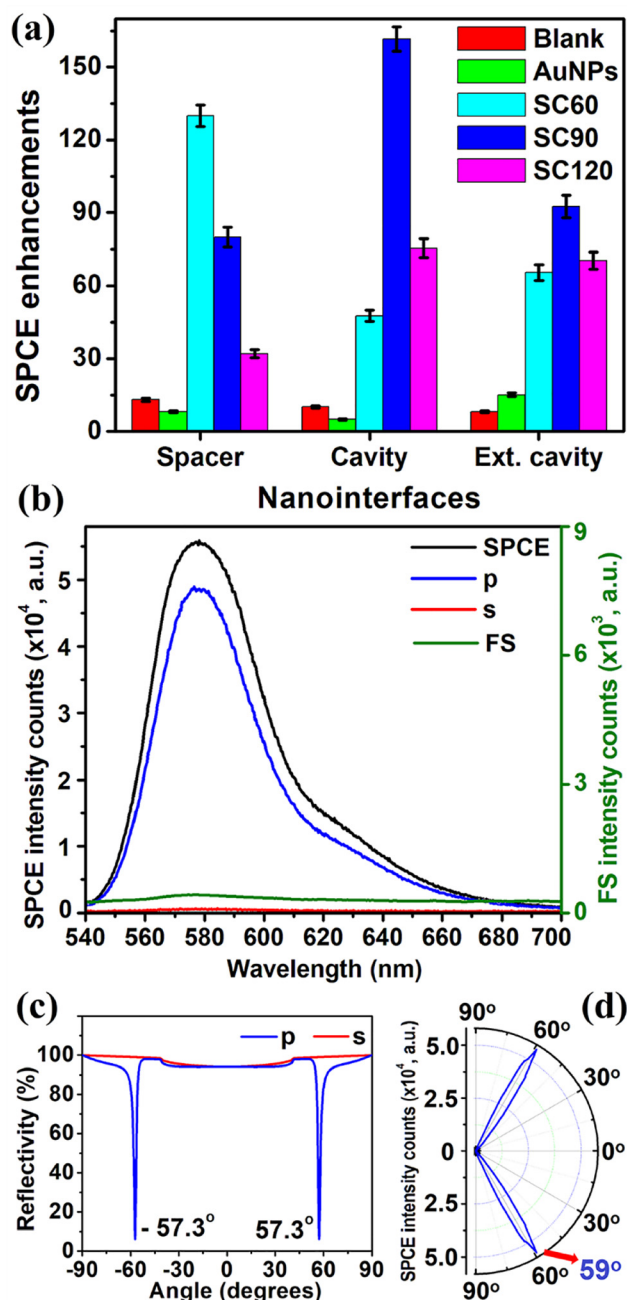 (a)
Blank
AuNPs
SC60
SC90
SC120
SPCE enhancements
150
120
90
60
30
0
Spacer Cavity Ext. cavity
Nanointerfaces
(b)
SPCE
p
s
FS
SPCE intensity counts (x10⁴, a.u.)
5
4
3
2
1
0
FS intensity counts (x10³, a.u.)
9
6
3
0
540 560 580 600 620 640 660 680 700
Wavelength (nm)
(c)
p s
Reflectivity (%)
100
80
60
40
20
0
- 57.3° 57.3°
-90 -60 -30 0 30 60 90
Angle (degrees)
(d)
SPCE intensity counts (x10⁴, a.u.)
5.0
2.5
0
2.5
5.0
90°
60°
30°
0°
30°
60°
90°
59°